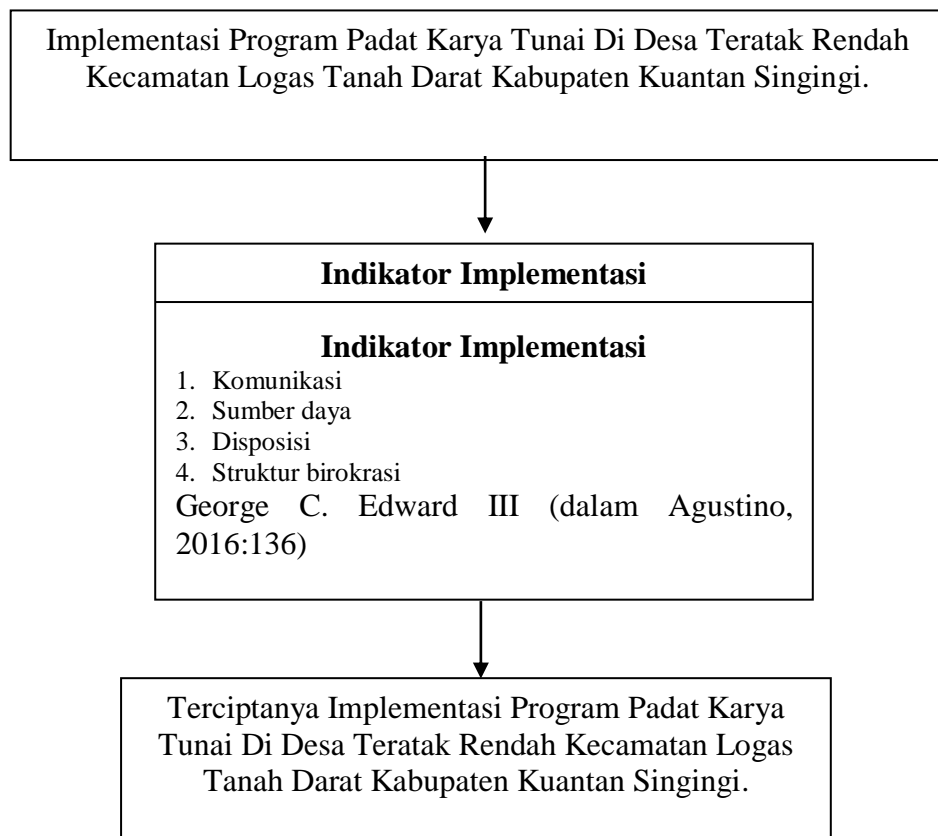 Implementasi Program Padat Karya Tunai Di Desa Teratak Rendah
Kecamatan Logas Tanah Darat Kabupaten Kuantan Singingi.
Indikator Implementasi
Indikator Implementasi
1. Komunikasi
2. Sumber daya
3. Disposisi
4. Struktur birokrasi
George C. Edward III (dalam Agustino,
2016:136)
Terciptanya Implementasi Program Padat Karya
Tunai Di Desa Teratak Rendah Kecamatan Logas
Tanah Darat Kabupaten Kuantan Singingi.